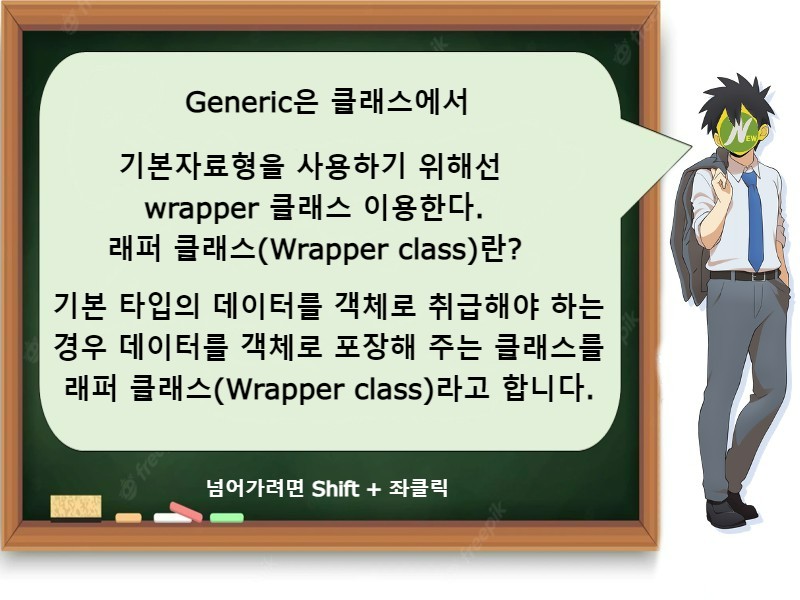 Generic은 클래스에서
기본자료형을 사용하기 위해선
wrapper 클래스 이용한다.
래퍼 클래스(Wrapper class)란?
기본 타입의 데이터를 객체로 취급해야 하는
경우 데이터를 객체로 포장해 주는 클래스를
래퍼 클래스(Wrapper class)라고 합니다.
넘어가려면 Shift + 좌클릭
NEW
freepik